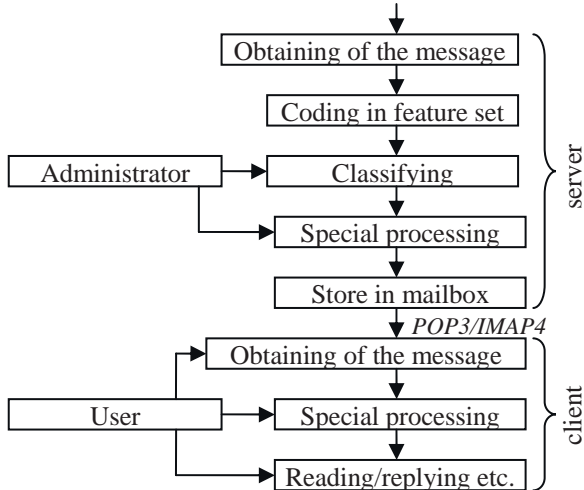 Obtaining of the message
Coding in feature set
Administrator
Classifying
Special processing
Store in mailbox
server
POP3/IMAP4
Obtaining of the message
User
Special processing
Reading/replying etc.
client